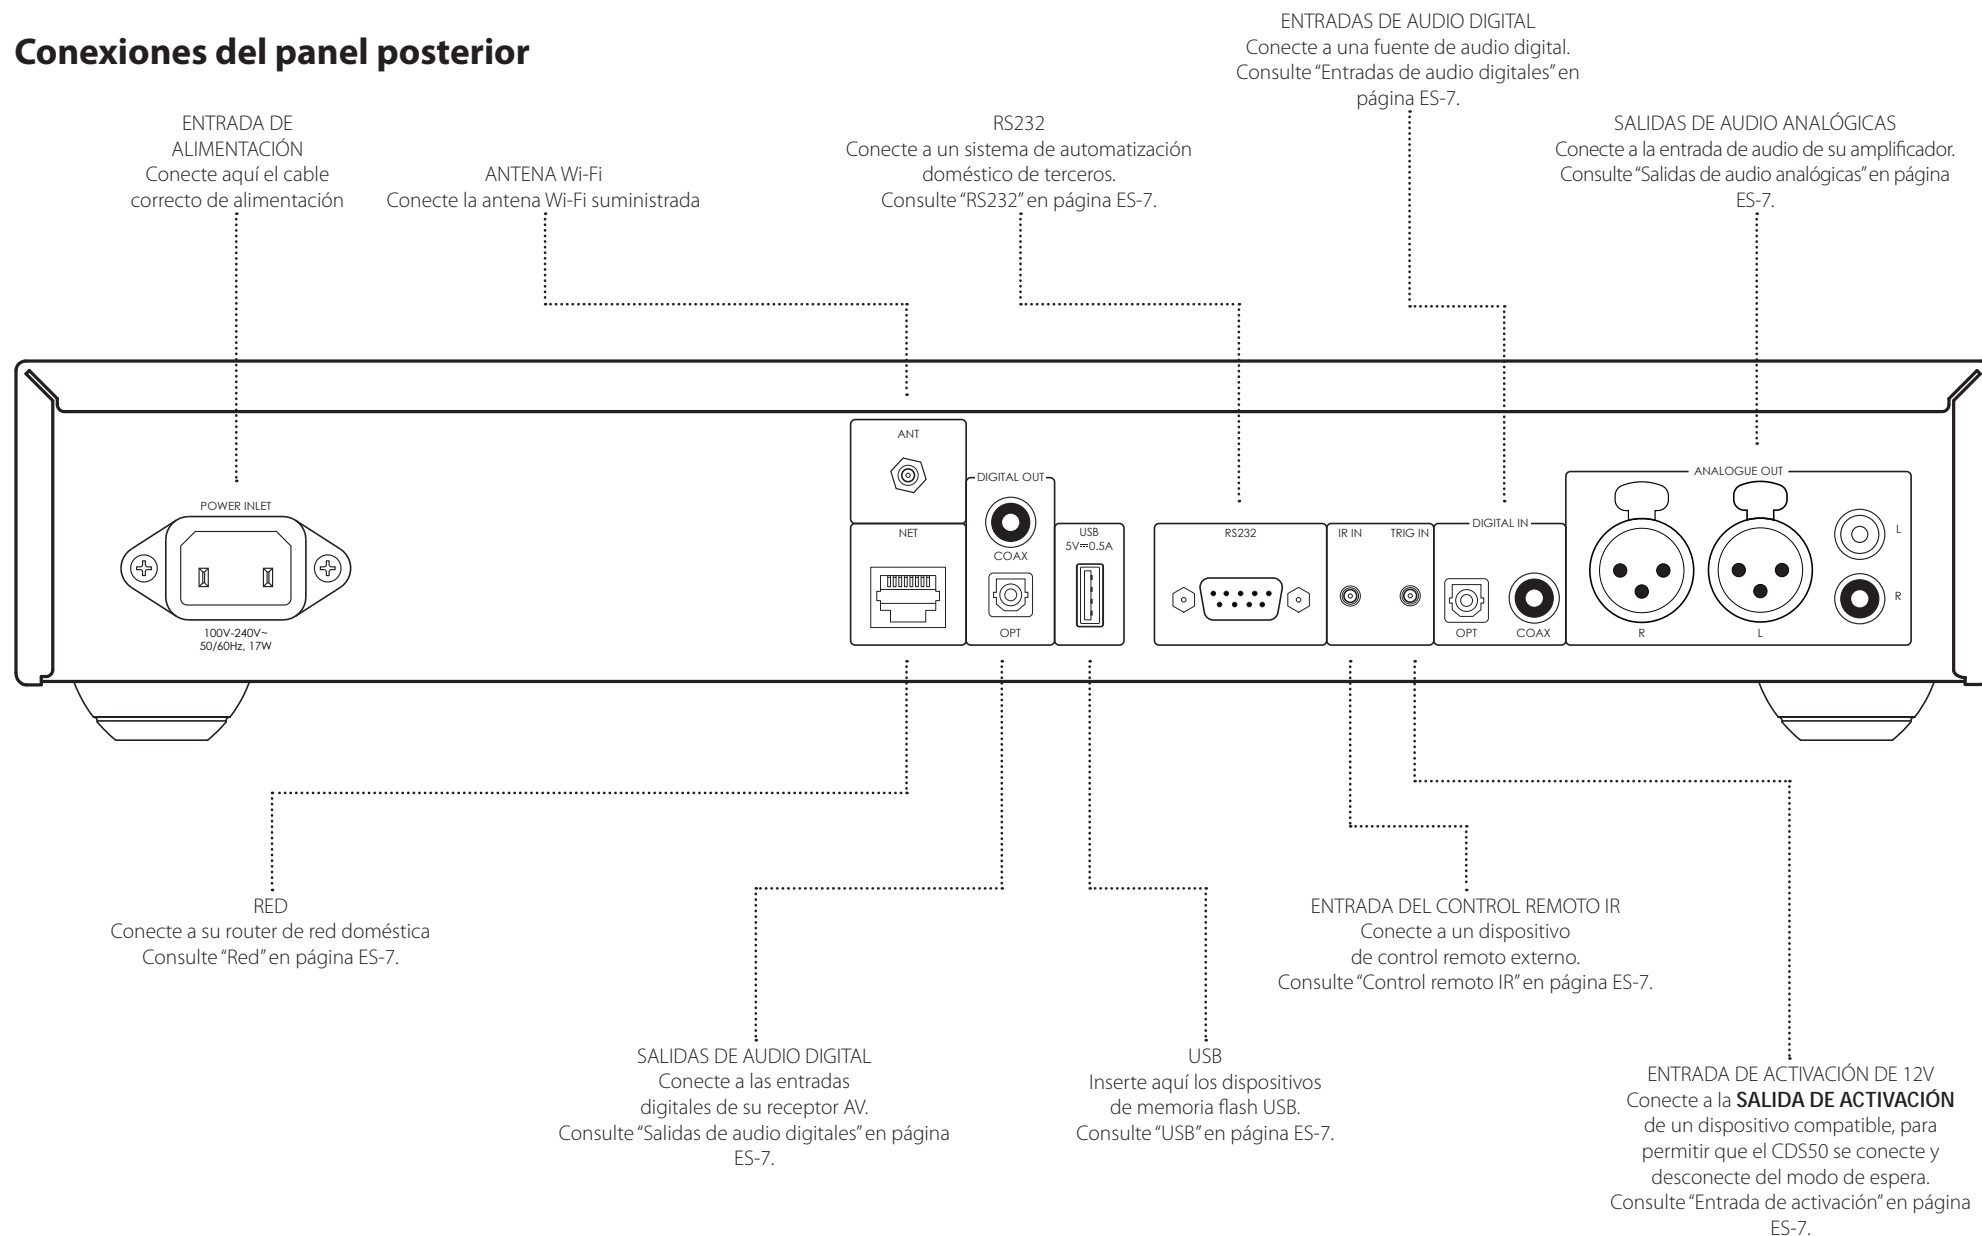 Conexiones del panel posterior
ENTRADA DE
ALIMENTACIÓN
Conecte aquí el cable
correcto de alimentación
ANTENA Wi-Fi
Conecte la antena Wi-Fi suministrada
RS232
Conecte a un sistema de automatización
doméstico de terceros.
Consulte “RS232” en página ES-7.
ENTRADAS DE AUDIO DIGITAL
Conecte a una fuente de audio digital.
Consulte “Entradas de audio digitales” en
página ES-7.
SALIDAS DE AUDIO ANALÓGICAS
Conecte a la entrada de audio de su amplificador.
Consulte “Salidas de audio analógicas” en página
ES-7.
POWER INLET
100V-240V~
50/60Hz, 17W
ANT
NET
DIGITAL OUT
COAX
OPT
USB
5V⎓0.5A
RS232
IR IN
TRIG IN
DIGITAL IN
OPT
COAX
ANALOGUE OUT
R
L
L
R
RED
Conecte a su router de red doméstica
Consulte “Red” en página ES-7.
SALIDAS DE AUDIO DIGITAL
Conecte a las entradas
digitales de su receptor AV.
Consulte “Salidas de audio digitales” en página
ES-7.
USB
Inserte aquí los dispositivos
de memoria flash USB.
Consulte “USB” en página ES-7.
ENTRADA DEL CONTROL REMOTO IR
Conecte a un dispositivo
de control remoto externo.
Consulte “Control remoto IR” en página ES-7.
ENTRADA DE ACTIVACIÓN DE 12V
Conecte a la SALIDA DE ACTIVACIÓN
de un dispositivo compatible, para
permitir que el CDS50 se conecte y
desconecte del modo de espera.
Consulte “Entrada de activación” en página
ES-7.